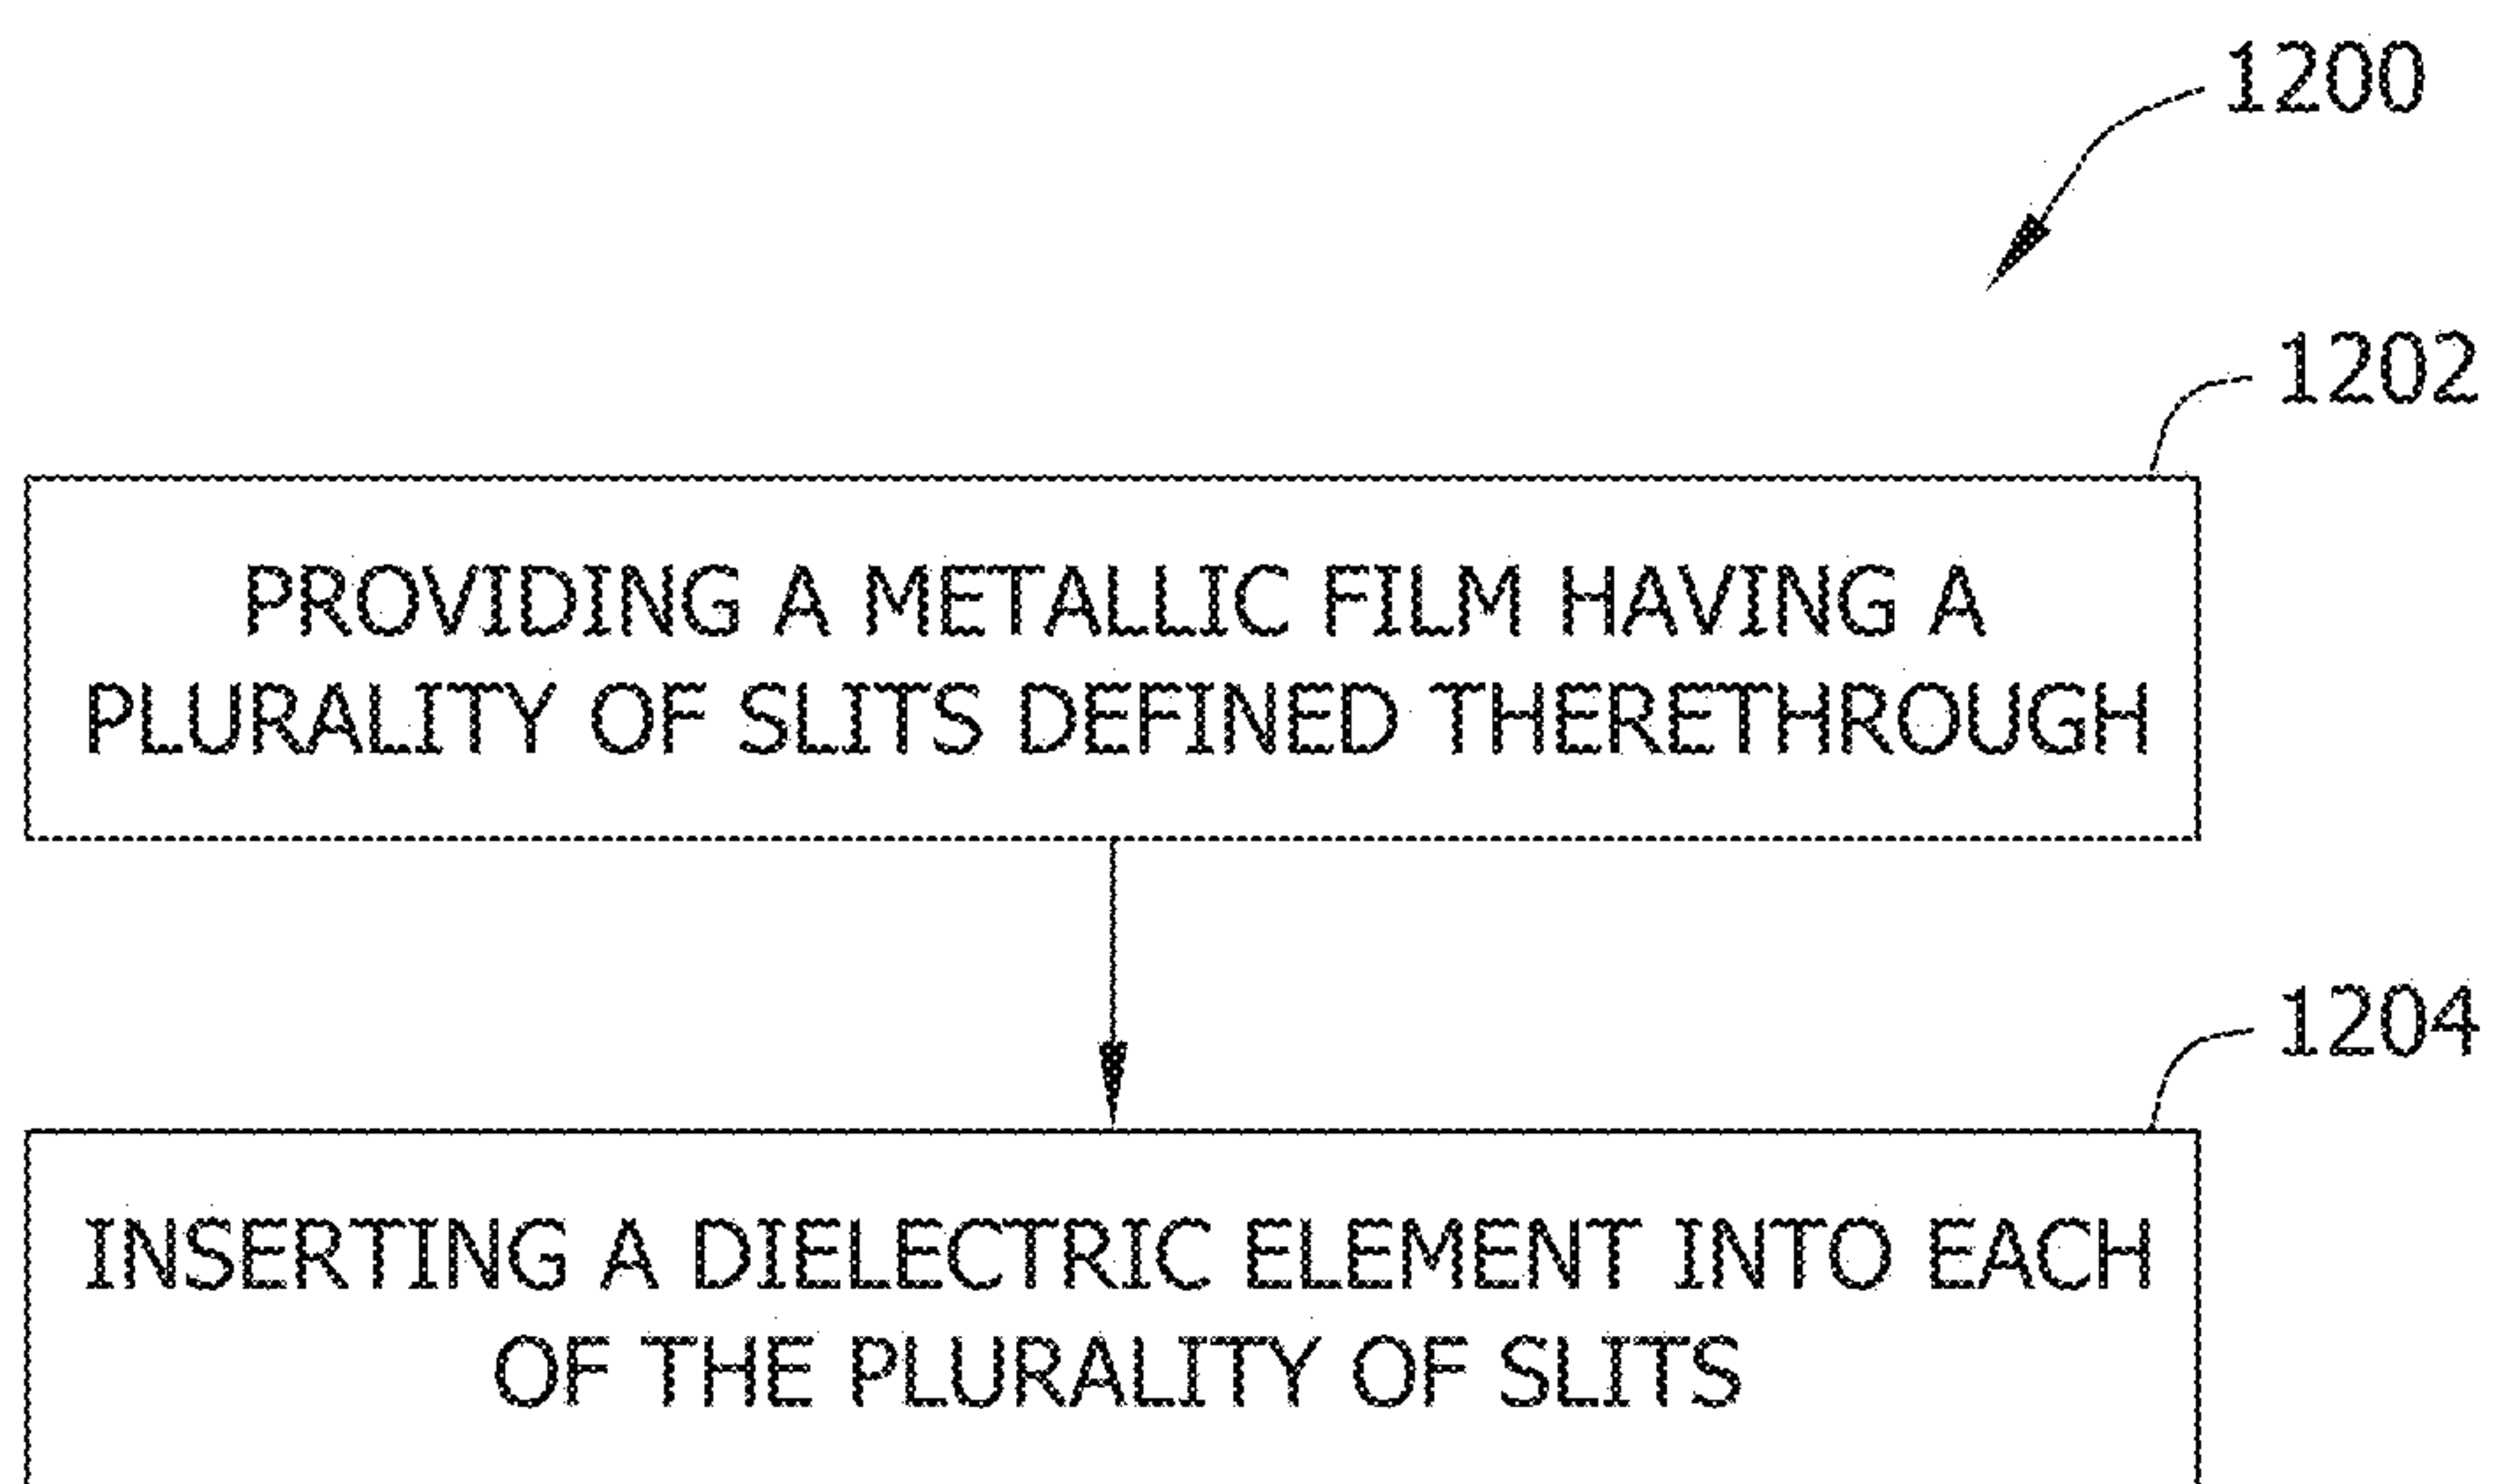 1200
1202
PROVIDING A METALLIC FILM HAVING A
PLURALITY OF SLITS DEFINED THERETHROUGH
1204
INSERTING A DIELECTRIC ELEMENT INTO EACH
OF THE PLURALITY OF SLITS